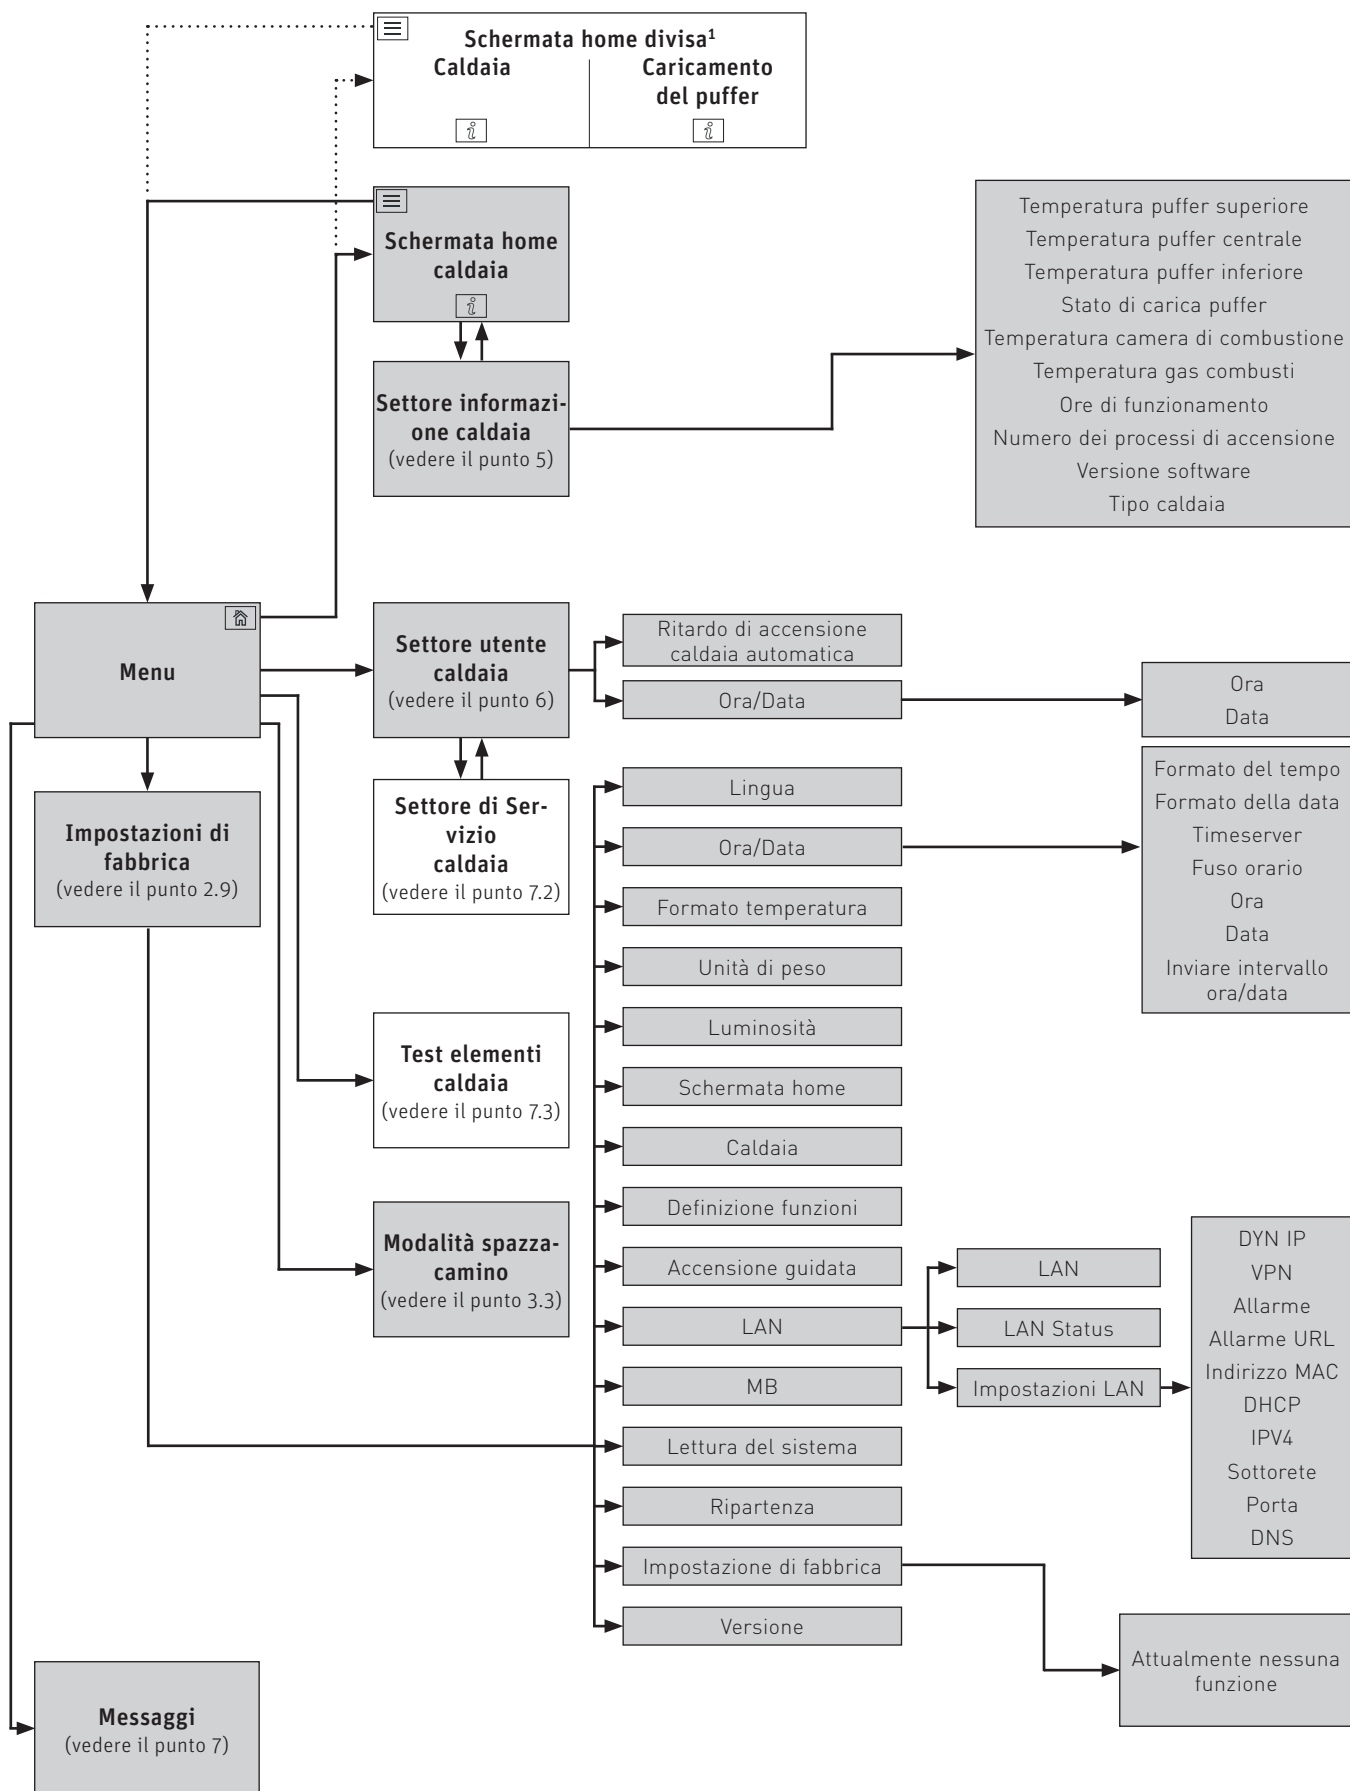 Schermata home divisa¹
Caldaia
Caricamento
del puffer
i
i
Schermata home
caldaia
i
Settore informazi-
one caldaia
(vedere il punto 5)
Temperatura puffer superiore
Temperatura puffer centrale
Temperatura puffer inferiore
Stato di carica puffer
Temperatura camera di combustione
Temperatura gas combusti
Ore di funzionamento
Numero dei processi di accensione
Versione software
Tipo caldaia
Menu
Settore utente
caldaia
(vedere il punto 6)
Ritardo di accensione
caldaia automatica
Ora/Data
Ora
Data
Impostazioni di
fabbrica
(vedere il punto 2.9)
Settore di Ser-
vizio
caldaia
(vedere il punto 7.2)
Test elementi
caldaia
(vedere il punto 7.3)
Modalità spazza-
camino
(vedere il punto 3.3)
Lingua
Ora/Data
Formato del tempo
Formato della data
Timeserver
Fuso orario
Ora
Data
Inviare intervallo
ora/data
Formato temperatura
Unità di peso
Luminosità
Schermata home
Caldaia
Definizione funzioni
Accensione guidata
LAN
LAN
LAN Status
Impostazioni LAN
DYN IP
VPN
Allarme
Allarme URL
Indirizzo MAC
DHCP
IPV4
Sottorete
Porta
DNS
MB
Lettura del sistema
Ripartenza
Impostazione di fabbrica
Versione
Attualmente nessuna
funzione
Messaggi
(vedere il punto 7)